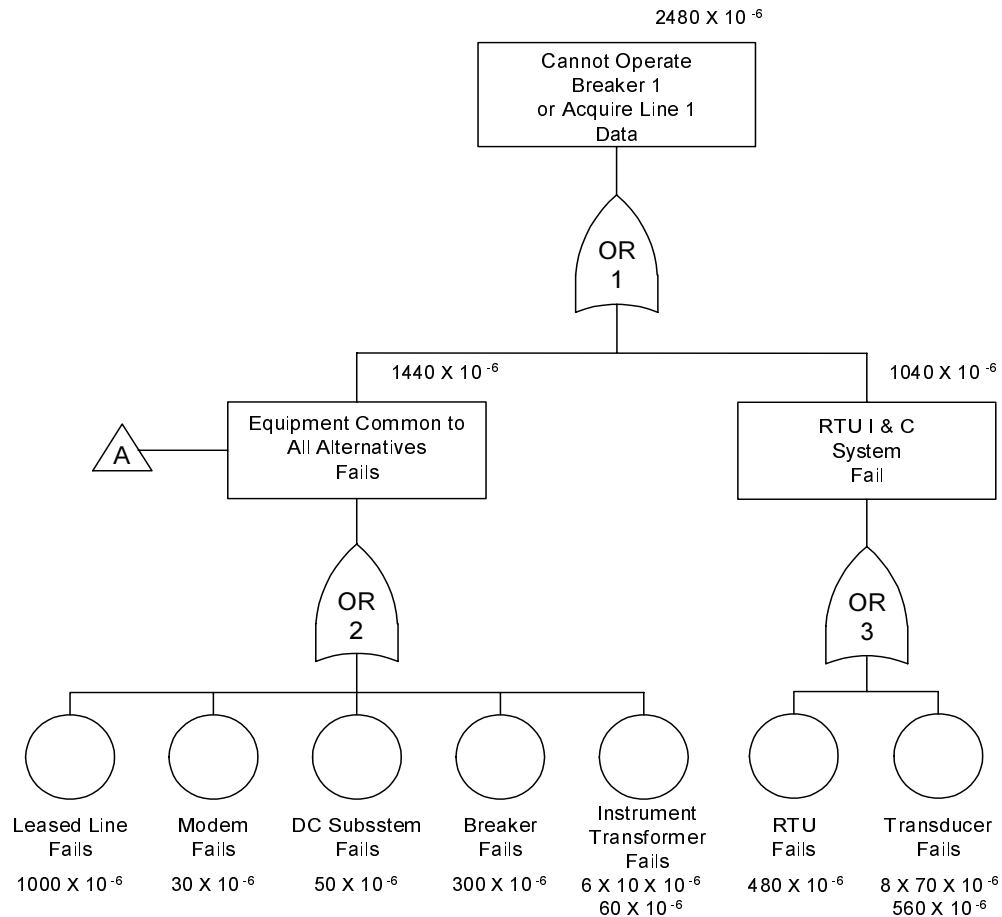 2480 X 10 -6
Cannot Operate
Breaker 1
or Acquire Line 1
Data
OR
1
1440 X 10 -6
1040 X 10 -6
A
Equipment Common to
All Alternatives
Fails
RTU I & C
System
Fail
OR
2
OR
3
Leased Line
Fails
1000 X 10 -6
Modem
Fails
30 X 10 -6
DC Subsstem
Fails
50 X 10 -6
Breaker
Fails
300 X 10 -6
Instrument
Transformer
Fails
6 X 10 X 10 -6
60 X 10 -6
RTU
Fails
480 X 10 -6
Transducer
Fails
8 X 70 X 10 -6
560 X 10 -6